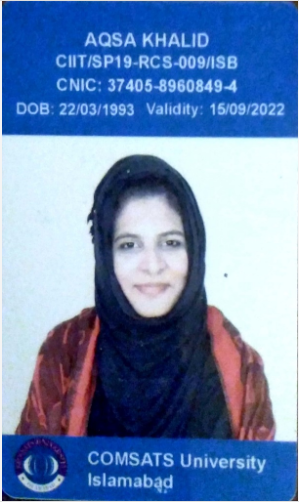 AQSA KHALID
CIIT/SP19-RCS-009/ISB
CNIC: 37405-8960849-4
DOB: 22/03/1993 Validity: 15/09/2022
COMSATS University
Islamabad